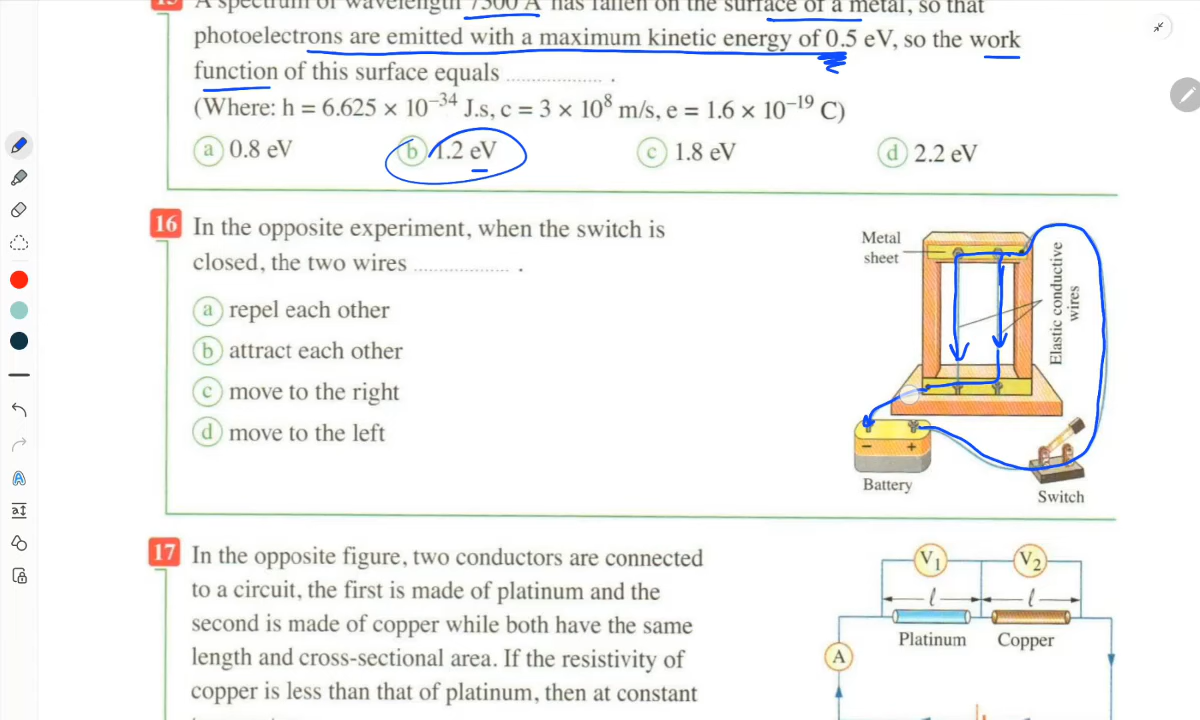 15 A spectrum of wavelength 7500 Å has fallen on the surface of a metal, so that
photoelectrons are emitted with a maximum kinetic energy of 0.5 eV, so the work
function of this surface equals ................... .
(Where: h = 6.625 × 10⁻³⁴ J.s, c = 3 × 10⁸ m/s, e = 1.6 × 10⁻¹⁹ C)
a 0.8 eV b 1.2 eV c 1.8 eV d 2.2 eV
16 In the opposite experiment, when the switch is
closed, the two wires ................... .
a repel each other
b attract each other
c move to the right
d move to the left
Metal
sheet
Elastic conductive
wires
− +
Battery
Switch
17 In the opposite figure, two conductors are connected
to a circuit, the first is made of platinum and the
second is made of copper while both have the same
length and cross-sectional area. If the resistivity of
copper is less than that of platinum, then at constant
V₁ V₂
l l
Platinum Copper
A